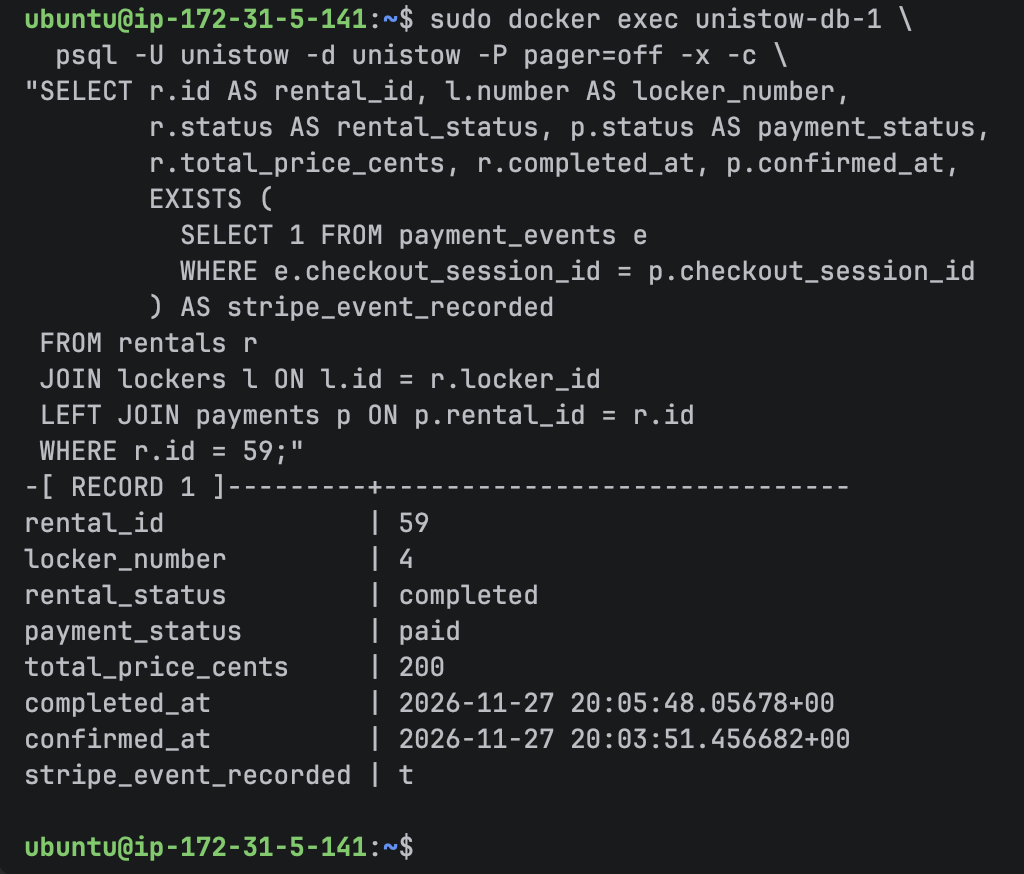 ubuntu@ip-172-31-5-141:~$ sudo docker exec unistow-db-1 \
  psql -U unistow -d unistow -P pager=off -x -c \
"SELECT r.id AS rental_id, l.number AS locker_number,
        r.status AS rental_status, p.status AS payment_status,
        r.total_price_cents, r.completed_at, p.confirmed_at,
        EXISTS (
          SELECT 1 FROM payment_events e
          WHERE e.checkout_session_id = p.checkout_session_id
        ) AS stripe_event_recorded
 FROM rentals r
 JOIN lockers l ON l.id = r.locker_id
 LEFT JOIN payments p ON p.rental_id = r.id
 WHERE r.id = 59;"
-[ RECORD 1 ]---------+------------------------------
rental_id             | 59
locker_number         | 4
rental_status         | completed
payment_status        | paid
total_price_cents     | 200
completed_at          | 2026-11-27 20:05:48.05678+00
confirmed_at          | 2026-11-27 20:03:51.456682+00
stripe_event_recorded | t

ubuntu@ip-172-31-5-141:~$